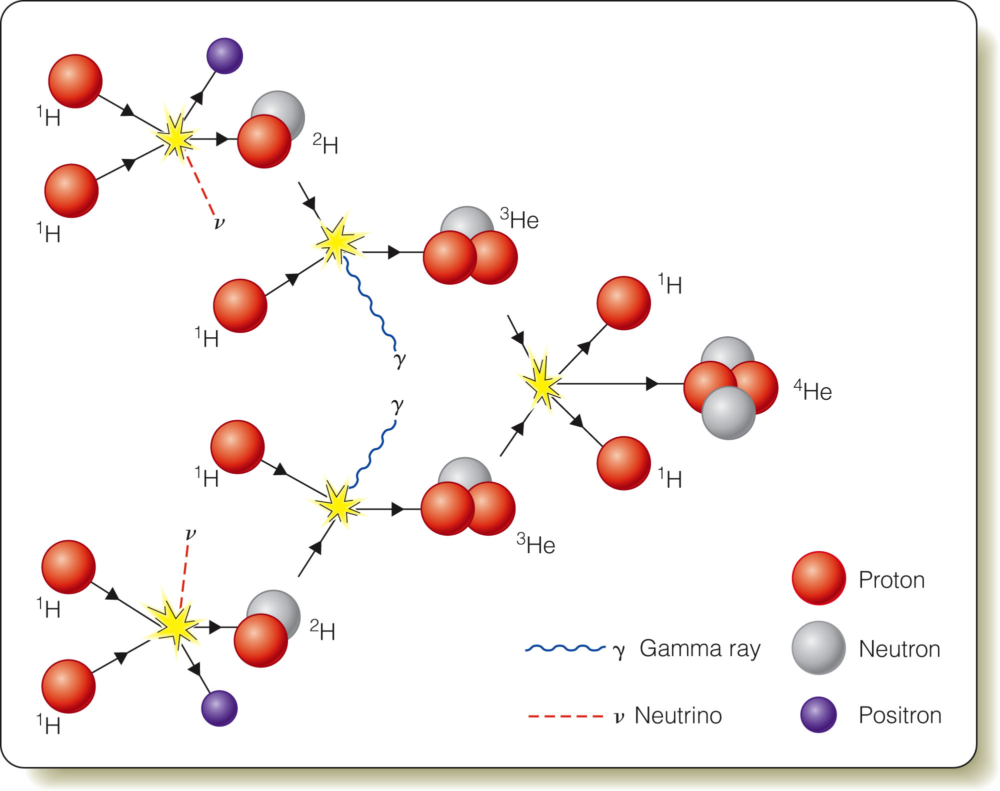 ¹H
²H
¹H
ν
³He
¹H
¹H
γ
⁴He
γ
¹H
¹H
³He
ν
¹H
²H
¹H
Proton
γ Gamma ray
Neutron
ν Neutrino
Positron